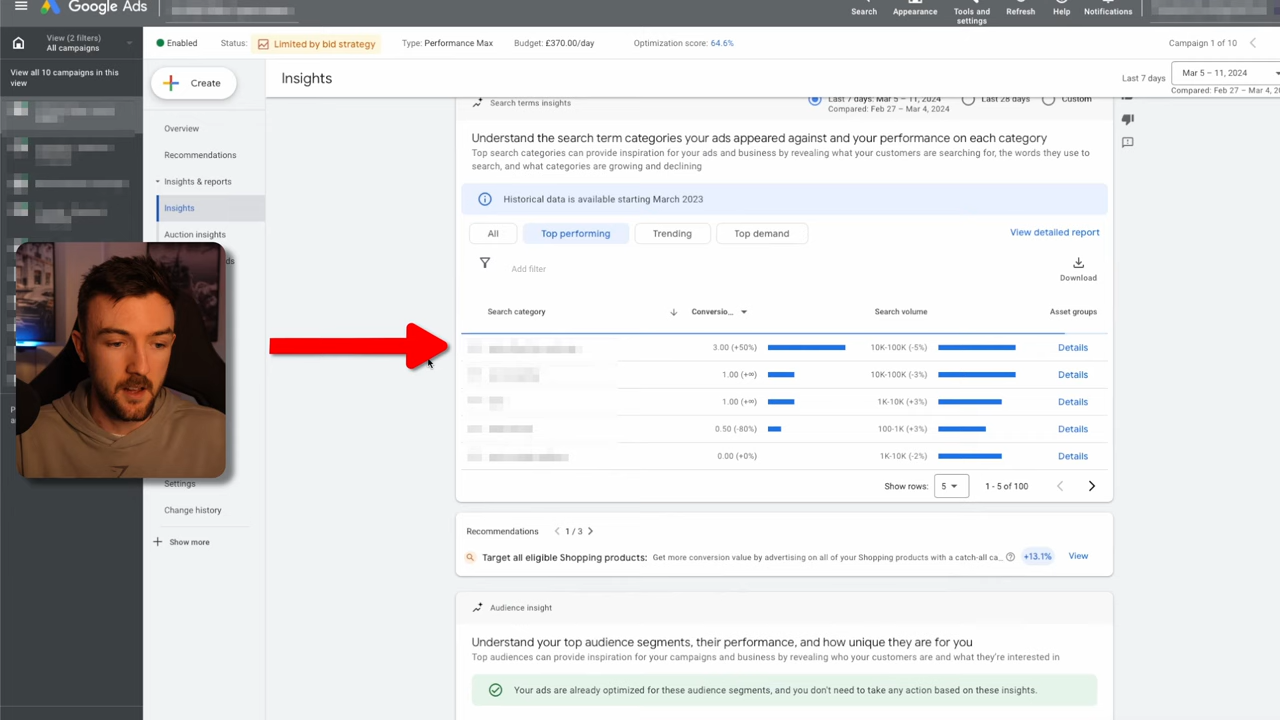 Google Ads
Search
Appearance
Tools and
settings
Refresh
Help
Notifications
View (2 filters)
All campaigns
Enabled
Status:
Limited by bid strategy
Type: Performance Max
Budget: £370.00/day
Optimization score: 64.6%
Campaign 1 of 10
View all 10 campaigns in this
view
Create
Insights
Last 7 days
Mar 5 – 11, 2024
Compared: Feb 27 – Mar 4, 20
Overview
Recommendations
Insights & reports
Insights
Auction insights
Settings
Change history
Show more
Search terms insights
Last 7 days: Mar 5 – 11, 2024
Compared: Feb 27 – Mar 4, 2024
Last 28 days
Custom
Understand the search term categories your ads appeared against and your performance on each category
Top search categories can provide inspiration for your ads and business by revealing what your customers are searching for, the words they use to
search, and what categories are growing and declining
Historical data is available starting March 2023
All
Top performing
Trending
Top demand
View detailed report
Add filter
Download
Search category
Conversio...
Search volume
Asset groups
3.00 (+50%)
10K-100K (-5%)
Details
1.00 (+∞)
10K-100K (-3%)
Details
1.00 (+∞)
1K-10K (+3%)
Details
0.50 (-80%)
100-1K (+3%)
Details
0.00 (+0%)
1K-10K (-2%)
Details
Show rows:
5
1 - 5 of 100
Recommendations
1 / 3
Target all eligible Shopping products: Get more conversion value by advertising on all of your Shopping products with a catch-all ca...
+13.1%
View
Audience insight
Understand your top audience segments, their performance, and how unique they are for you
Top audiences can provide inspiration for your campaigns and business by revealing who your customers are and what they're interested in
Your ads are already optimized for these audience segments, and you don't need to take any action based on these insights.